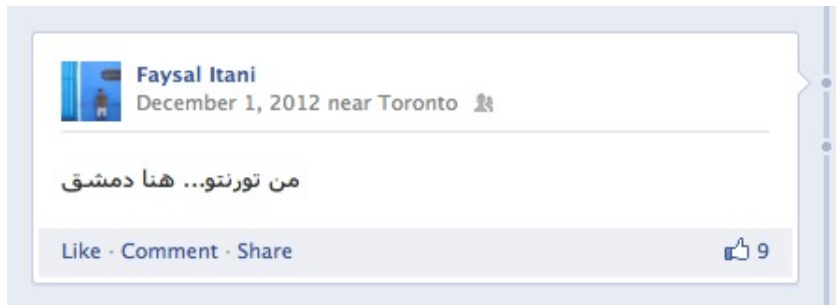 Faysal Itani
December 1, 2012 near Toronto
من تورنتو... هنا دمشق
Like · Comment · Share
9